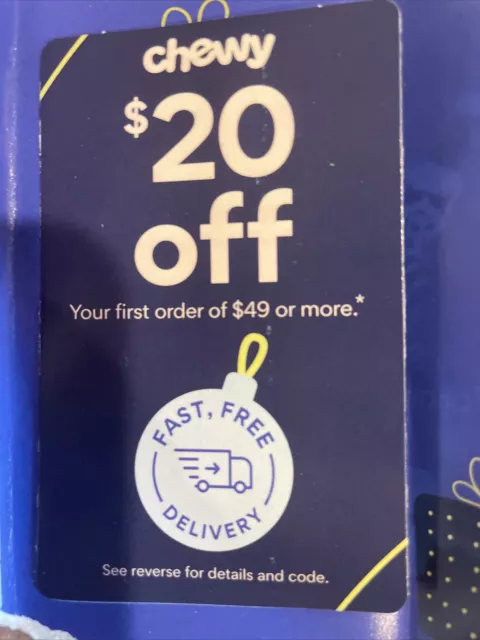 chewy
$20
off
Your first order of $49 or more.*
FAST, FREE
DELIVERY
See reverse for details and code.